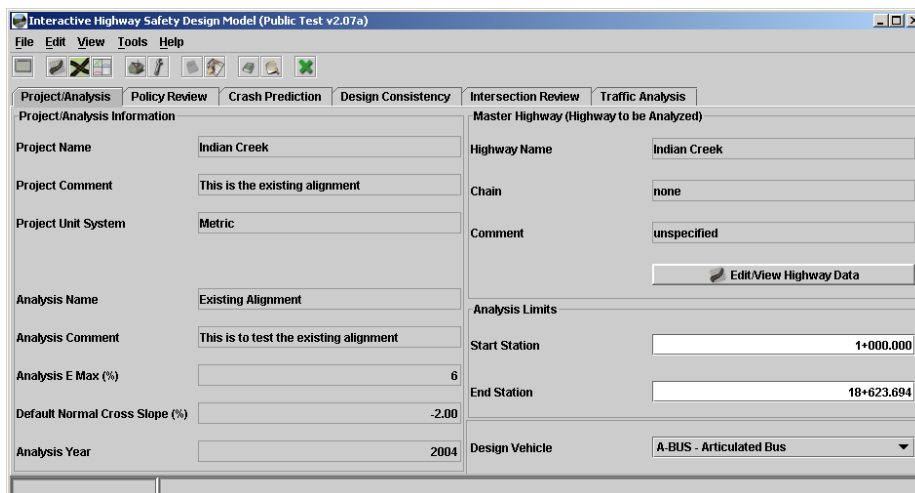 Interactive Highway Safety Design Model (Public Test v2.07a)
File Edit View Tools Help
Project/Analysis Policy Review Crash Prediction Design Consistency Intersection Review Traffic Analysis
Project/Analysis Information
Project Name Indian Creek
Project Comment This is the existing alignment
Project Unit System Metric
Analysis Name Existing Alignment
Analysis Comment This is to test the existing alignment
Analysis E Max (%) 6
Default Normal Cross Slope (%) -2.00
Analysis Year 2004
Master Highway (Highway to be Analyzed)
Highway Name Indian Creek
Chain none
Comment unspecified
Edit/View Highway Data
Analysis Limits
Start Station 1+000.000
End Station 18+623.694
Design Vehicle A-BUS - Articulated Bus